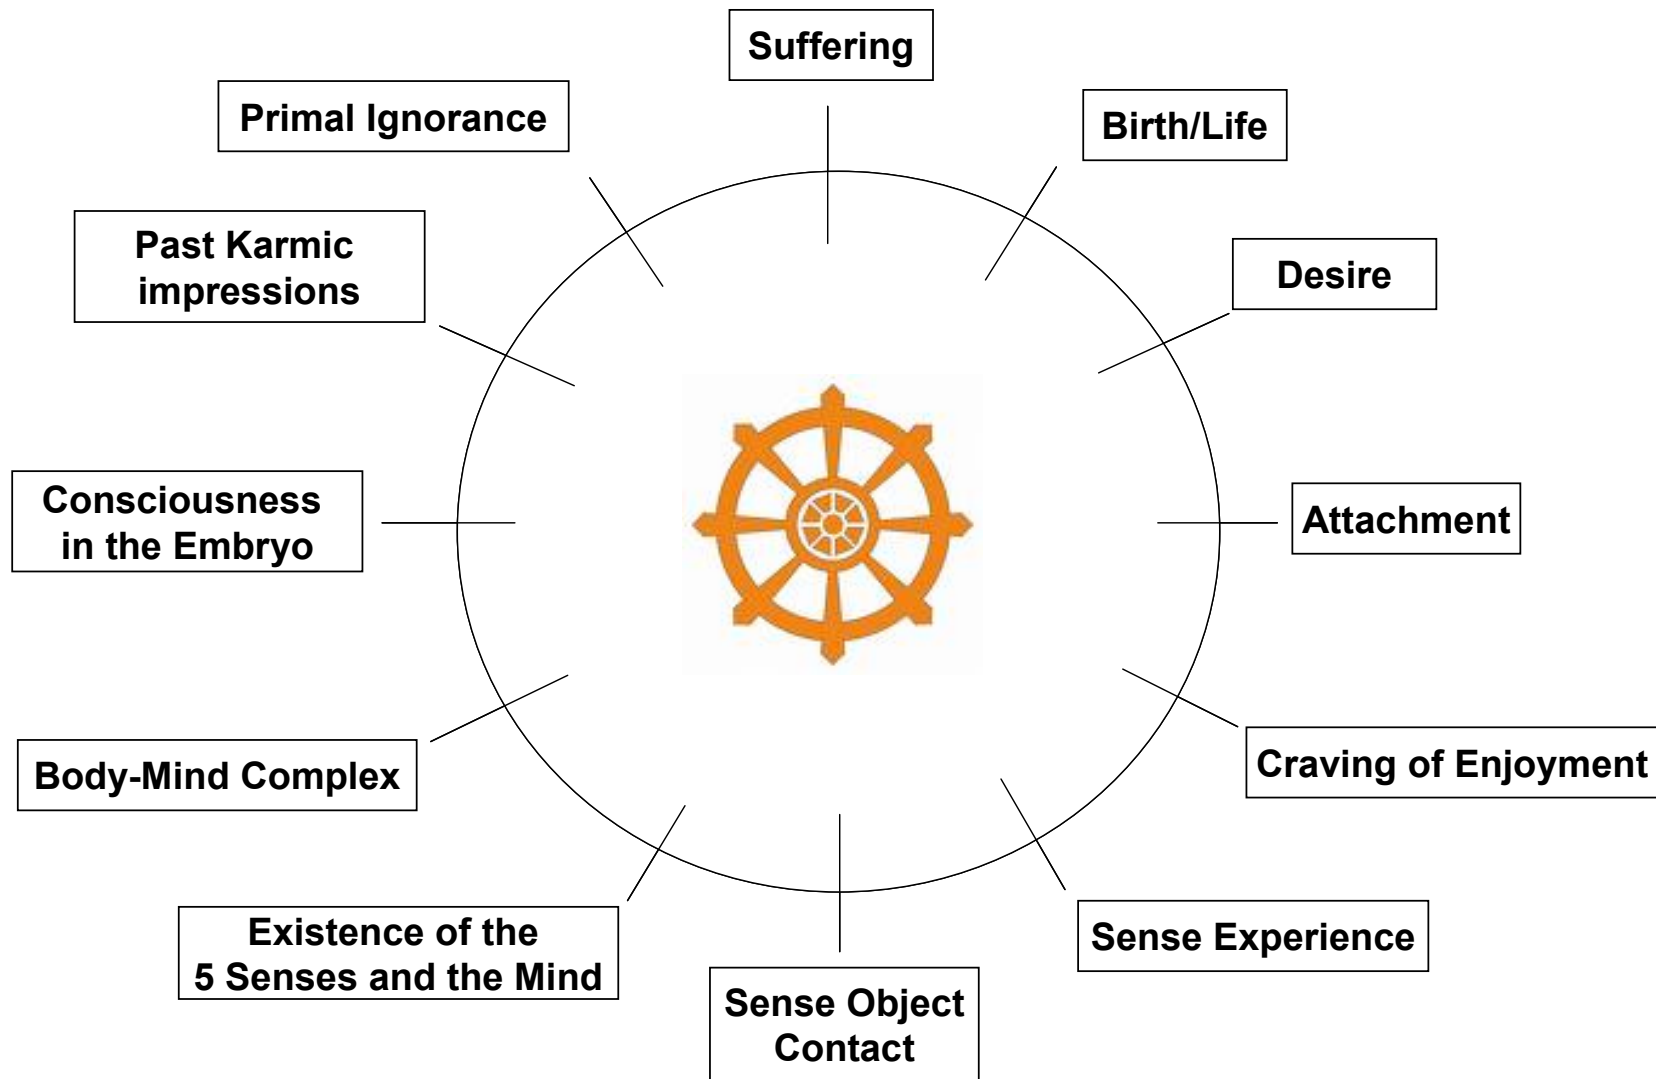 Suffering
Birth/Life
Desire
Attachment
Craving of Enjoyment
Sense Experience
Sense Object
Contact
Existence of the
5 Senses and the Mind
Body-Mind Complex
Consciousness
in the Embryo
Past Karmic
impressions
Primal Ignorance